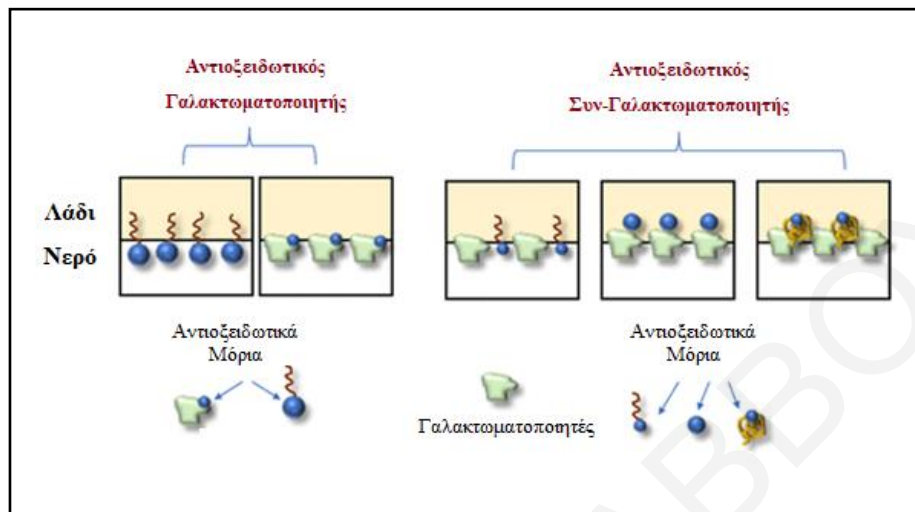 Αντιοξειδωτικός
Γαλακτωματοποιητής
Αντιοξειδωτικός
Συν-Γαλακτωματοποιητής
Λάδι
Νερό
Αντιοξειδωτικά
Μόρια
Γαλακτωματοποιητές
Αντιοξειδωτικά
Μόρια